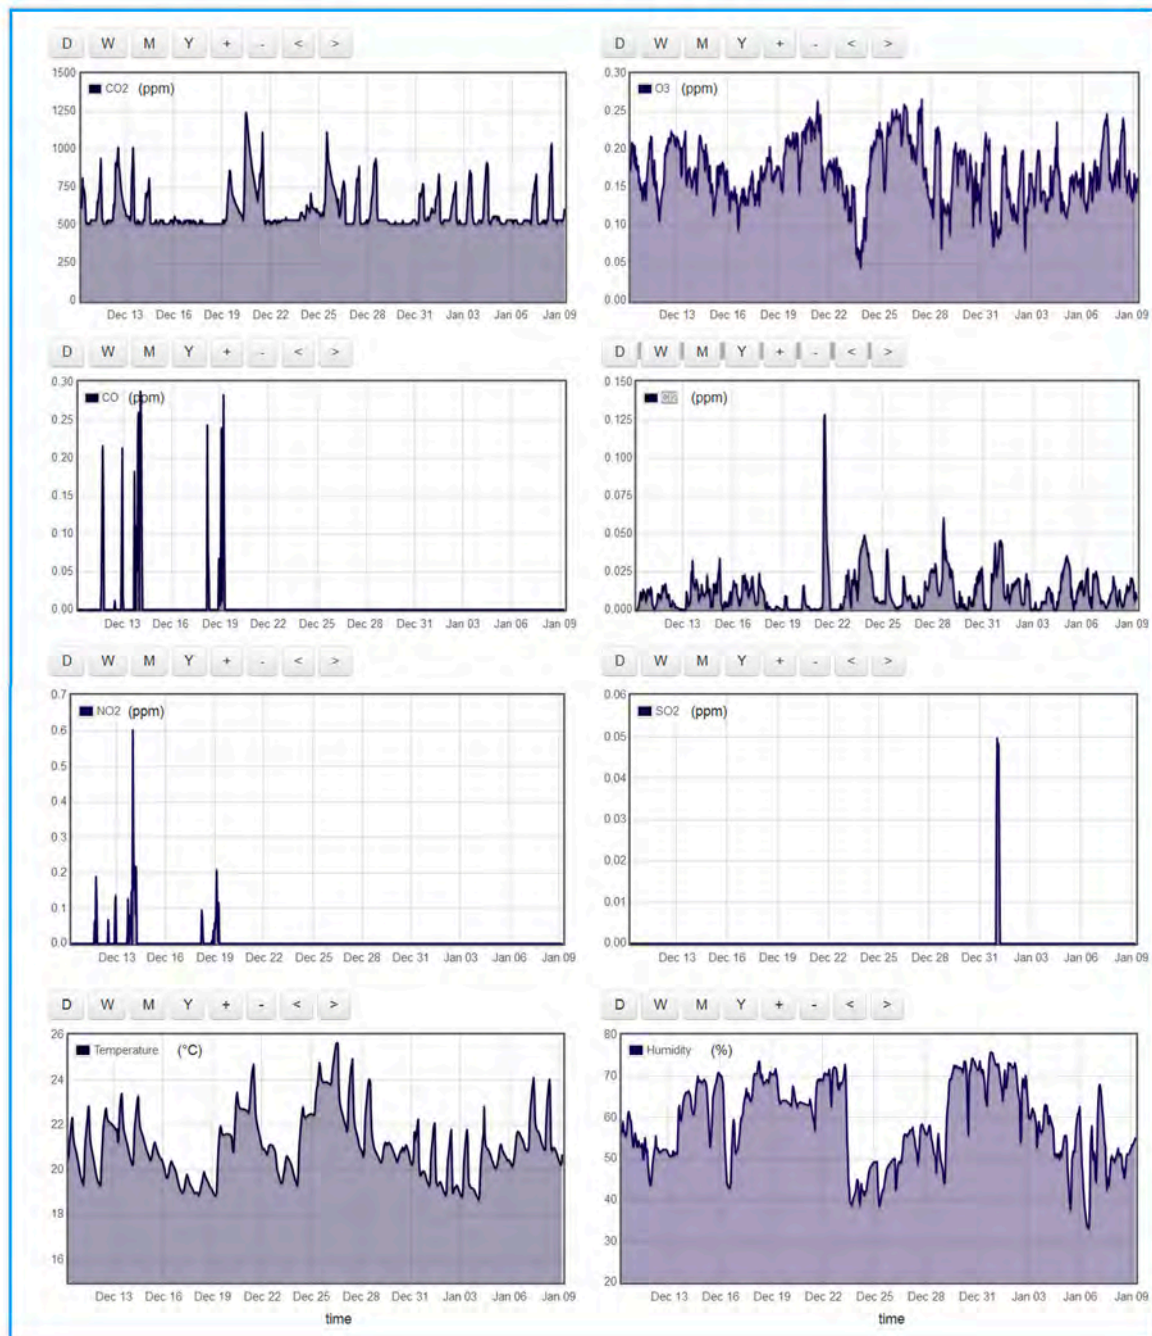 D W M Y + - < >
1500
1250
1000
750
500
250
0
CO2 (ppm)
Dec 13 Dec 16 Dec 19 Dec 22 Dec 25 Dec 28 Dec 31 Jan 03 Jan 06 Jan 09
D W M Y + - < >
0.30
0.25
0.20
0.15
0.10
0.05
0.00
O3 (ppm)
Dec 13 Dec 16 Dec 19 Dec 22 Dec 25 Dec 28 Dec 31 Jan 03 Jan 06 Jan 09
D W M Y + - < >
0.30
0.25
0.20
0.15
0.10
0.05
0.00
CO (ppm)
Dec 13 Dec 16 Dec 19 Dec 22 Dec 25 Dec 28 Dec 31 Jan 03 Jan 06 Jan 09
D W M Y + - < >
0.150
0.125
0.100
0.075
0.050
0.025
0.000
(ppm)
Dec 13 Dec 16 Dec 19 Dec 22 Dec 25 Dec 28 Dec 31 Jan 03 Jan 06 Jan 09
D W M Y + - < >
0.7
0.6
0.5
0.4
0.3
0.2
0.1
0.0
NO2 (ppm)
Dec 13 Dec 16 Dec 19 Dec 22 Dec 25 Dec 28 Dec 31 Jan 03 Jan 06 Jan 09
D W M Y + - < >
0.06
0.05
0.04
0.03
0.02
0.01
0.00
SO2 (ppm)
Dec 13 Dec 16 Dec 19 Dec 22 Dec 25 Dec 28 Dec 31 Jan 03 Jan 06 Jan 09
D W M Y + - < >
26
24
22
20
18
16
Temperature (°C)
Dec 13 Dec 16 Dec 19 Dec 22 Dec 25 Dec 28 Dec 31 Jan 03 Jan 06 Jan 09
time
D W M Y + - < >
80
70
60
50
40
30
20
Humidity (%)
Dec 13 Dec 16 Dec 19 Dec 22 Dec 25 Dec 28 Dec 31 Jan 03 Jan 06 Jan 09
time